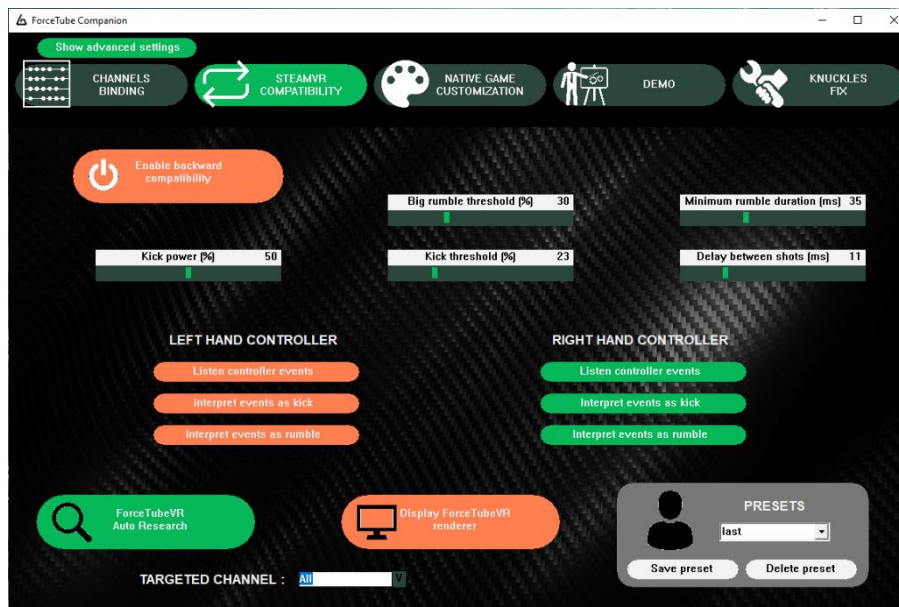 ForceTube Companion
Show advanced settings
CHANNELS
BINDING
STEAMVR
COMPATIBILITY
NATIVE GAME
CUSTOMIZATION
DEMO
KNUCKLES
FIX
Enable backward
compatibility
Big rumble threshold (%) 30
Minimum rumble duration (ms) 35
Kick power (%) 50
Kick threshold (%) 23
Delay between shots (ms) 11
LEFT HAND CONTROLLER
Listen controller events
Interpret events as kick
Interpret events as rumble
RIGHT HAND CONTROLLER
Listen controller events
Interpret events as kick
Interpret events as rumble
ForceTubeVR
Auto Research
Display ForceTubeVR
renderer
PRESETS
last
Save preset
Delete preset
TARGETED CHANNEL : All V